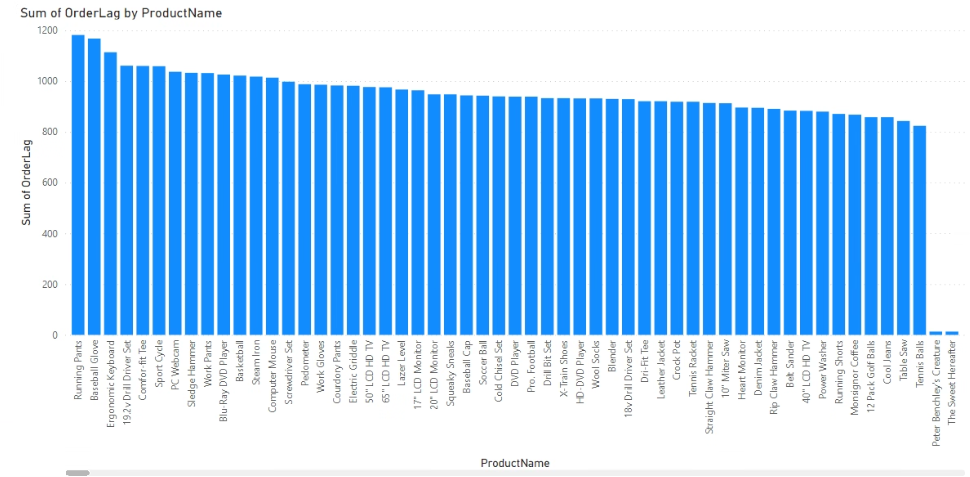 Sum of OrderLag by ProductName
1200
1000
800
600
400
200
0
Sum of OrderLag
Running Pants
Baseball Glove
Ergonomic Keyboard
19.2v Drill Driver Set
Comfor-fit Tee
Sport Cycle
PC Webcam
Sledge Hammer
Work Pants
Blu-Ray DVD Player
Basketball
Steam Iron
Computer Mouse
Screwdriver Set
Pedometer
Work Gloves
Courdory Pants
Electric Griddle
50" LCD HD TV
65" LCD HD TV
Lazer Level
17" LCD Monitor
20" LCD Monitor
Squeaky Sneaks
Baseball Cap
Soccer Ball
Cold Chisel Set
DVD Player
Pro. Football
Drill Bit Set
X-Train Shoes
HD-DVD Player
Wool Socks
Blender
18v Drill Driver Set
Dri-Fit Tee
Leather Jacket
Crock Pot
Tennis Racket
Straight Claw Hammer
10" Miter Saw
Heart Monitor
Denim Jacket
Rip Claw Hammer
Belt Sander
40" LCD HD TV
Power Washer
Running Shorts
Monsignor Coffee
12 Pack Golf Balls
Cool Jeans
Table Saw
Tennis Balls
Peter Benchley's Creature
The Sweet Hereafter
ProductName